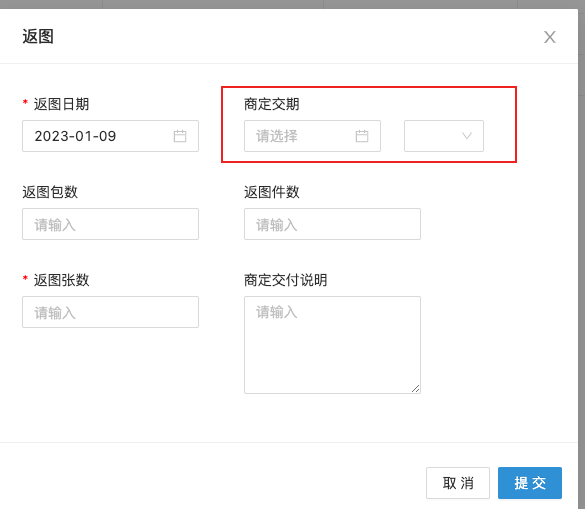 返图
* 返图日期
商定交期
2023-01-09
请选择
返图包数
返图件数
请输入
请输入
* 返图张数
商定交付说明
请输入
请输入
取 消
提 交